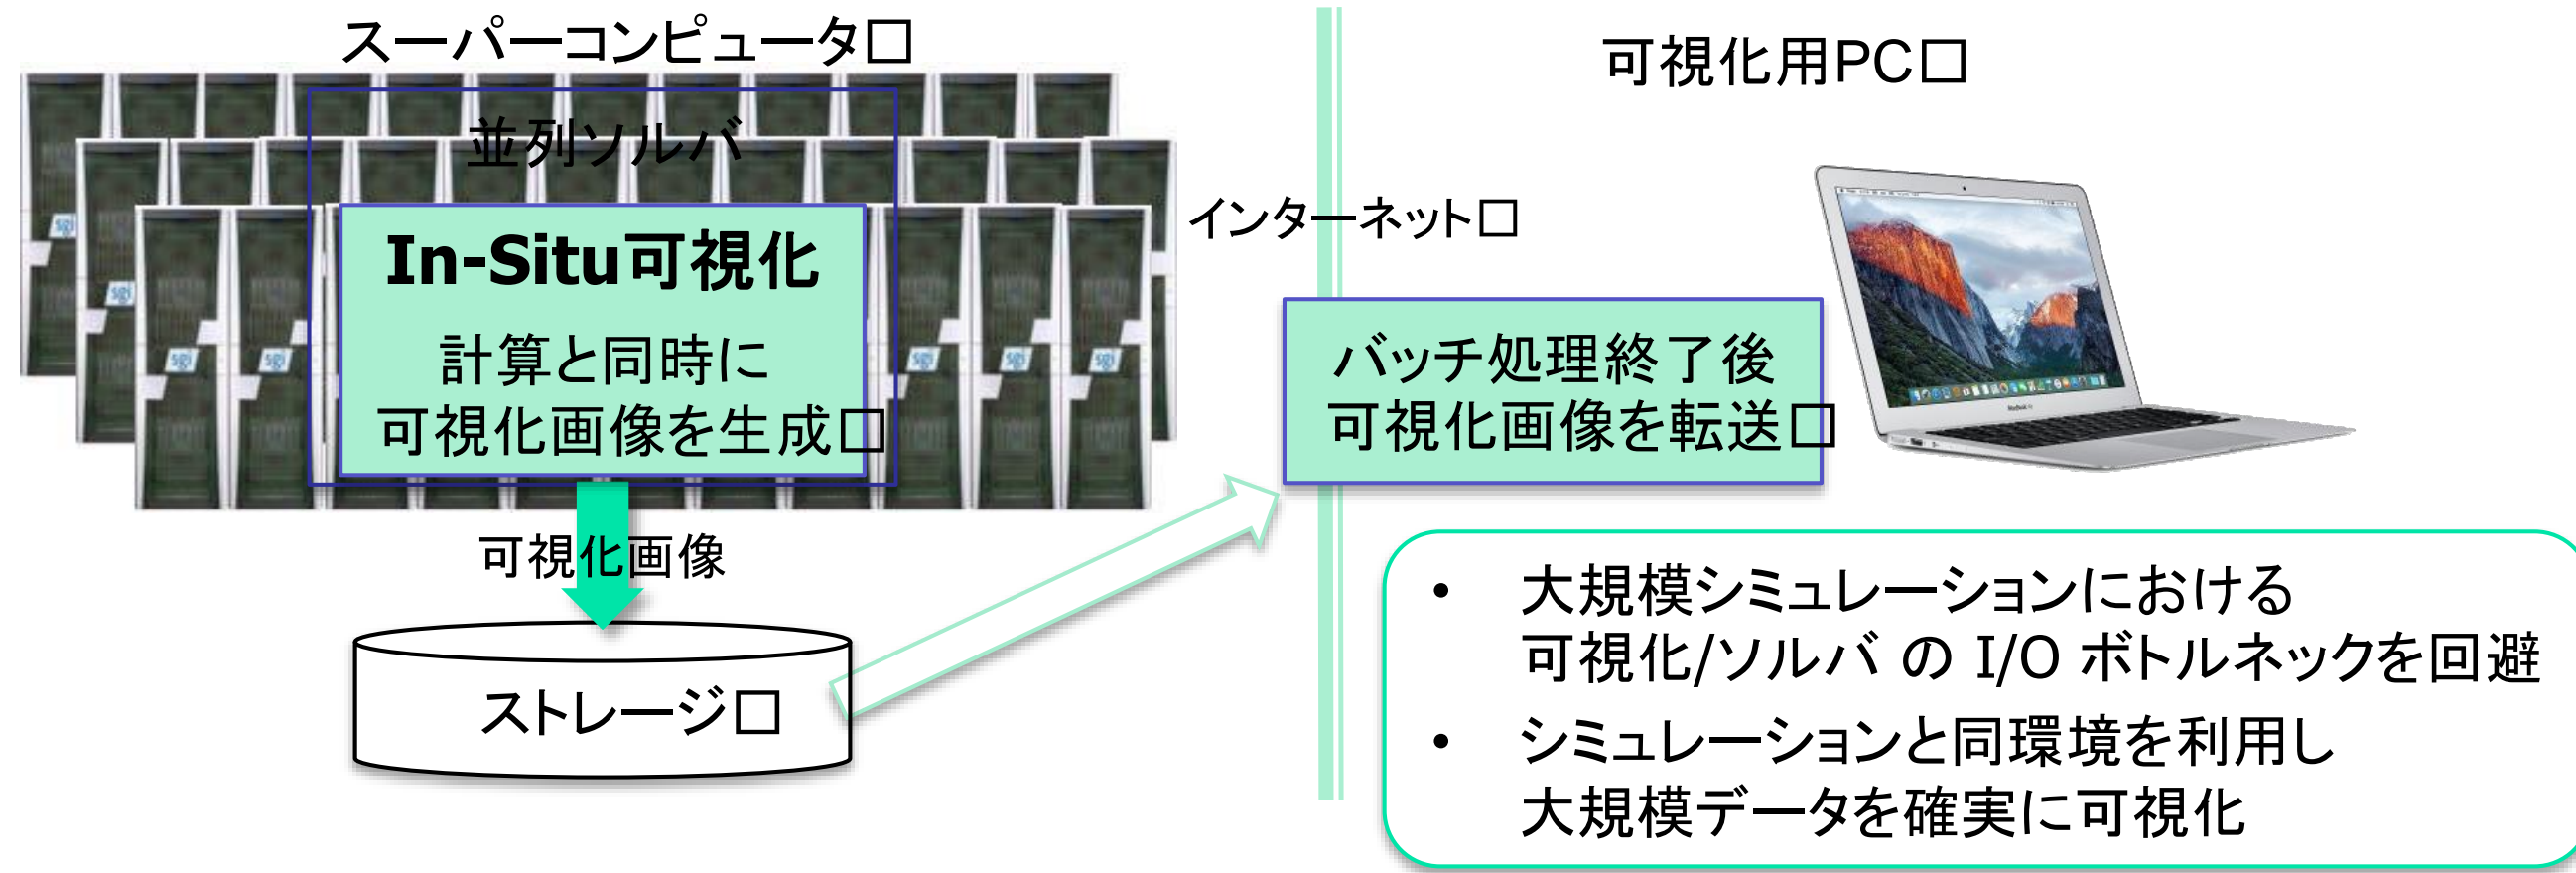 スーパーコンピュータ□
並列ソルバ
In-Situ可視化
計算と同時に
可視化画像を生成□
可視化画像
ストレージ□
インターネット□
バッチ処理終了後
可視化画像を転送□
可視化用PC□
• 大規模シミュレーションにおける
可視化/ソルバ の I/O ボトルネックを回避
• シミュレーションと同環境を利用し
大規模データを確実に可視化
sgi
sgi
sgi
sgi
sgi
sgi
sgi